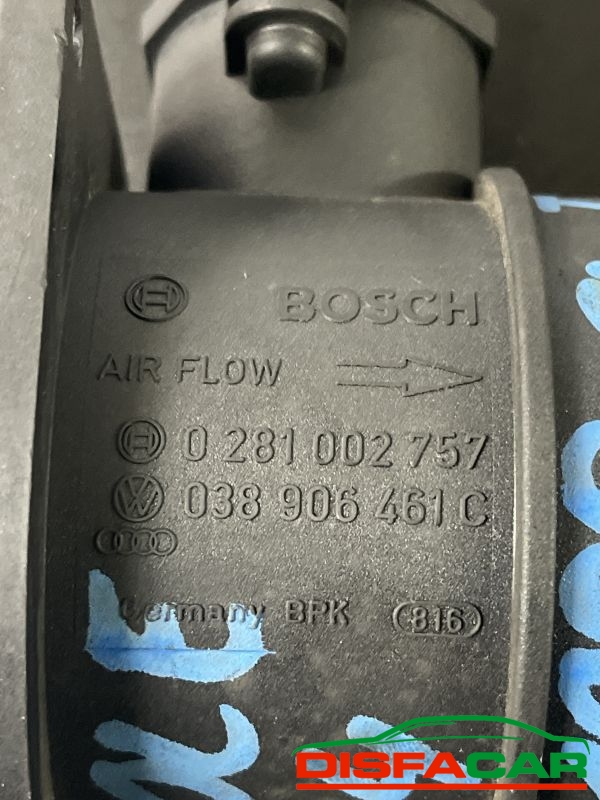 BOSCH
AIR FLOW
0 281 002 757
038 906 461 C
Germany BPK 816
DISFACAR